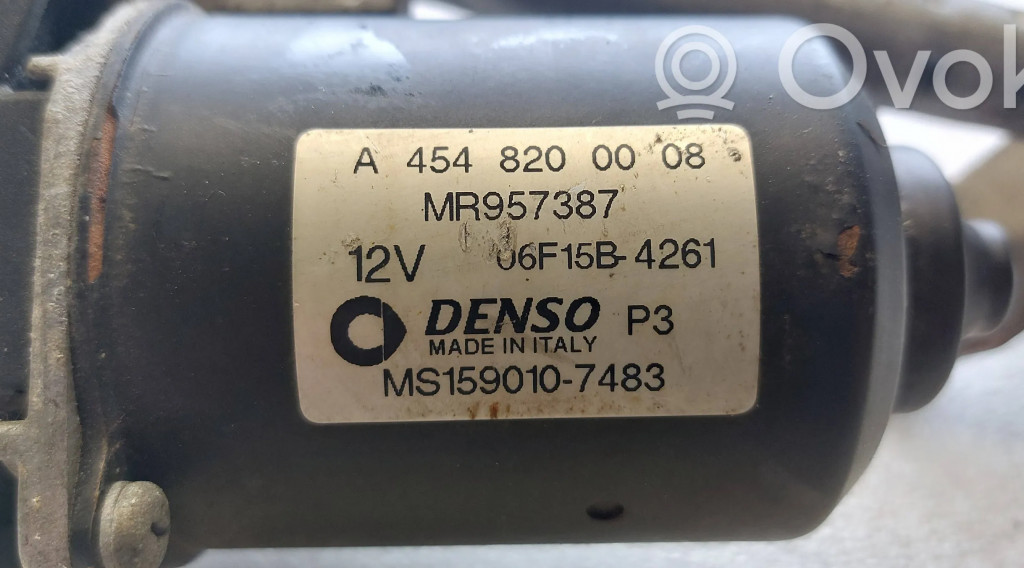 Ovok
A 454 820 00 08
MR957387
12V 06F15B-4261
DENSO P3
MADE IN ITALY
MS159010-7483